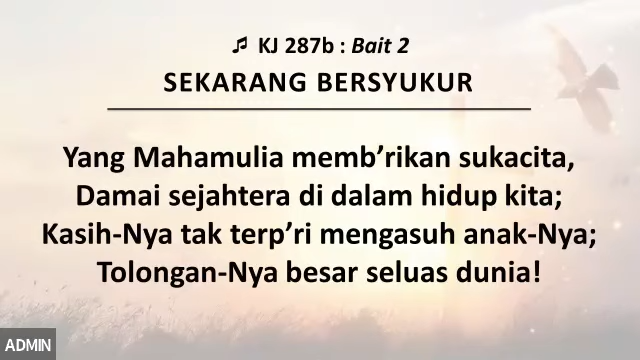 ♫ KJ 287b : Bait 2
SEKARANG BERSYUKUR
Yang Mahamulia memb’rikan sukacita,
Damai sejahtera di dalam hidup kita;
Kasih-Nya tak terp’ri mengasuh anak-Nya;
Tolongan-Nya besar seluas dunia!
ADMIN